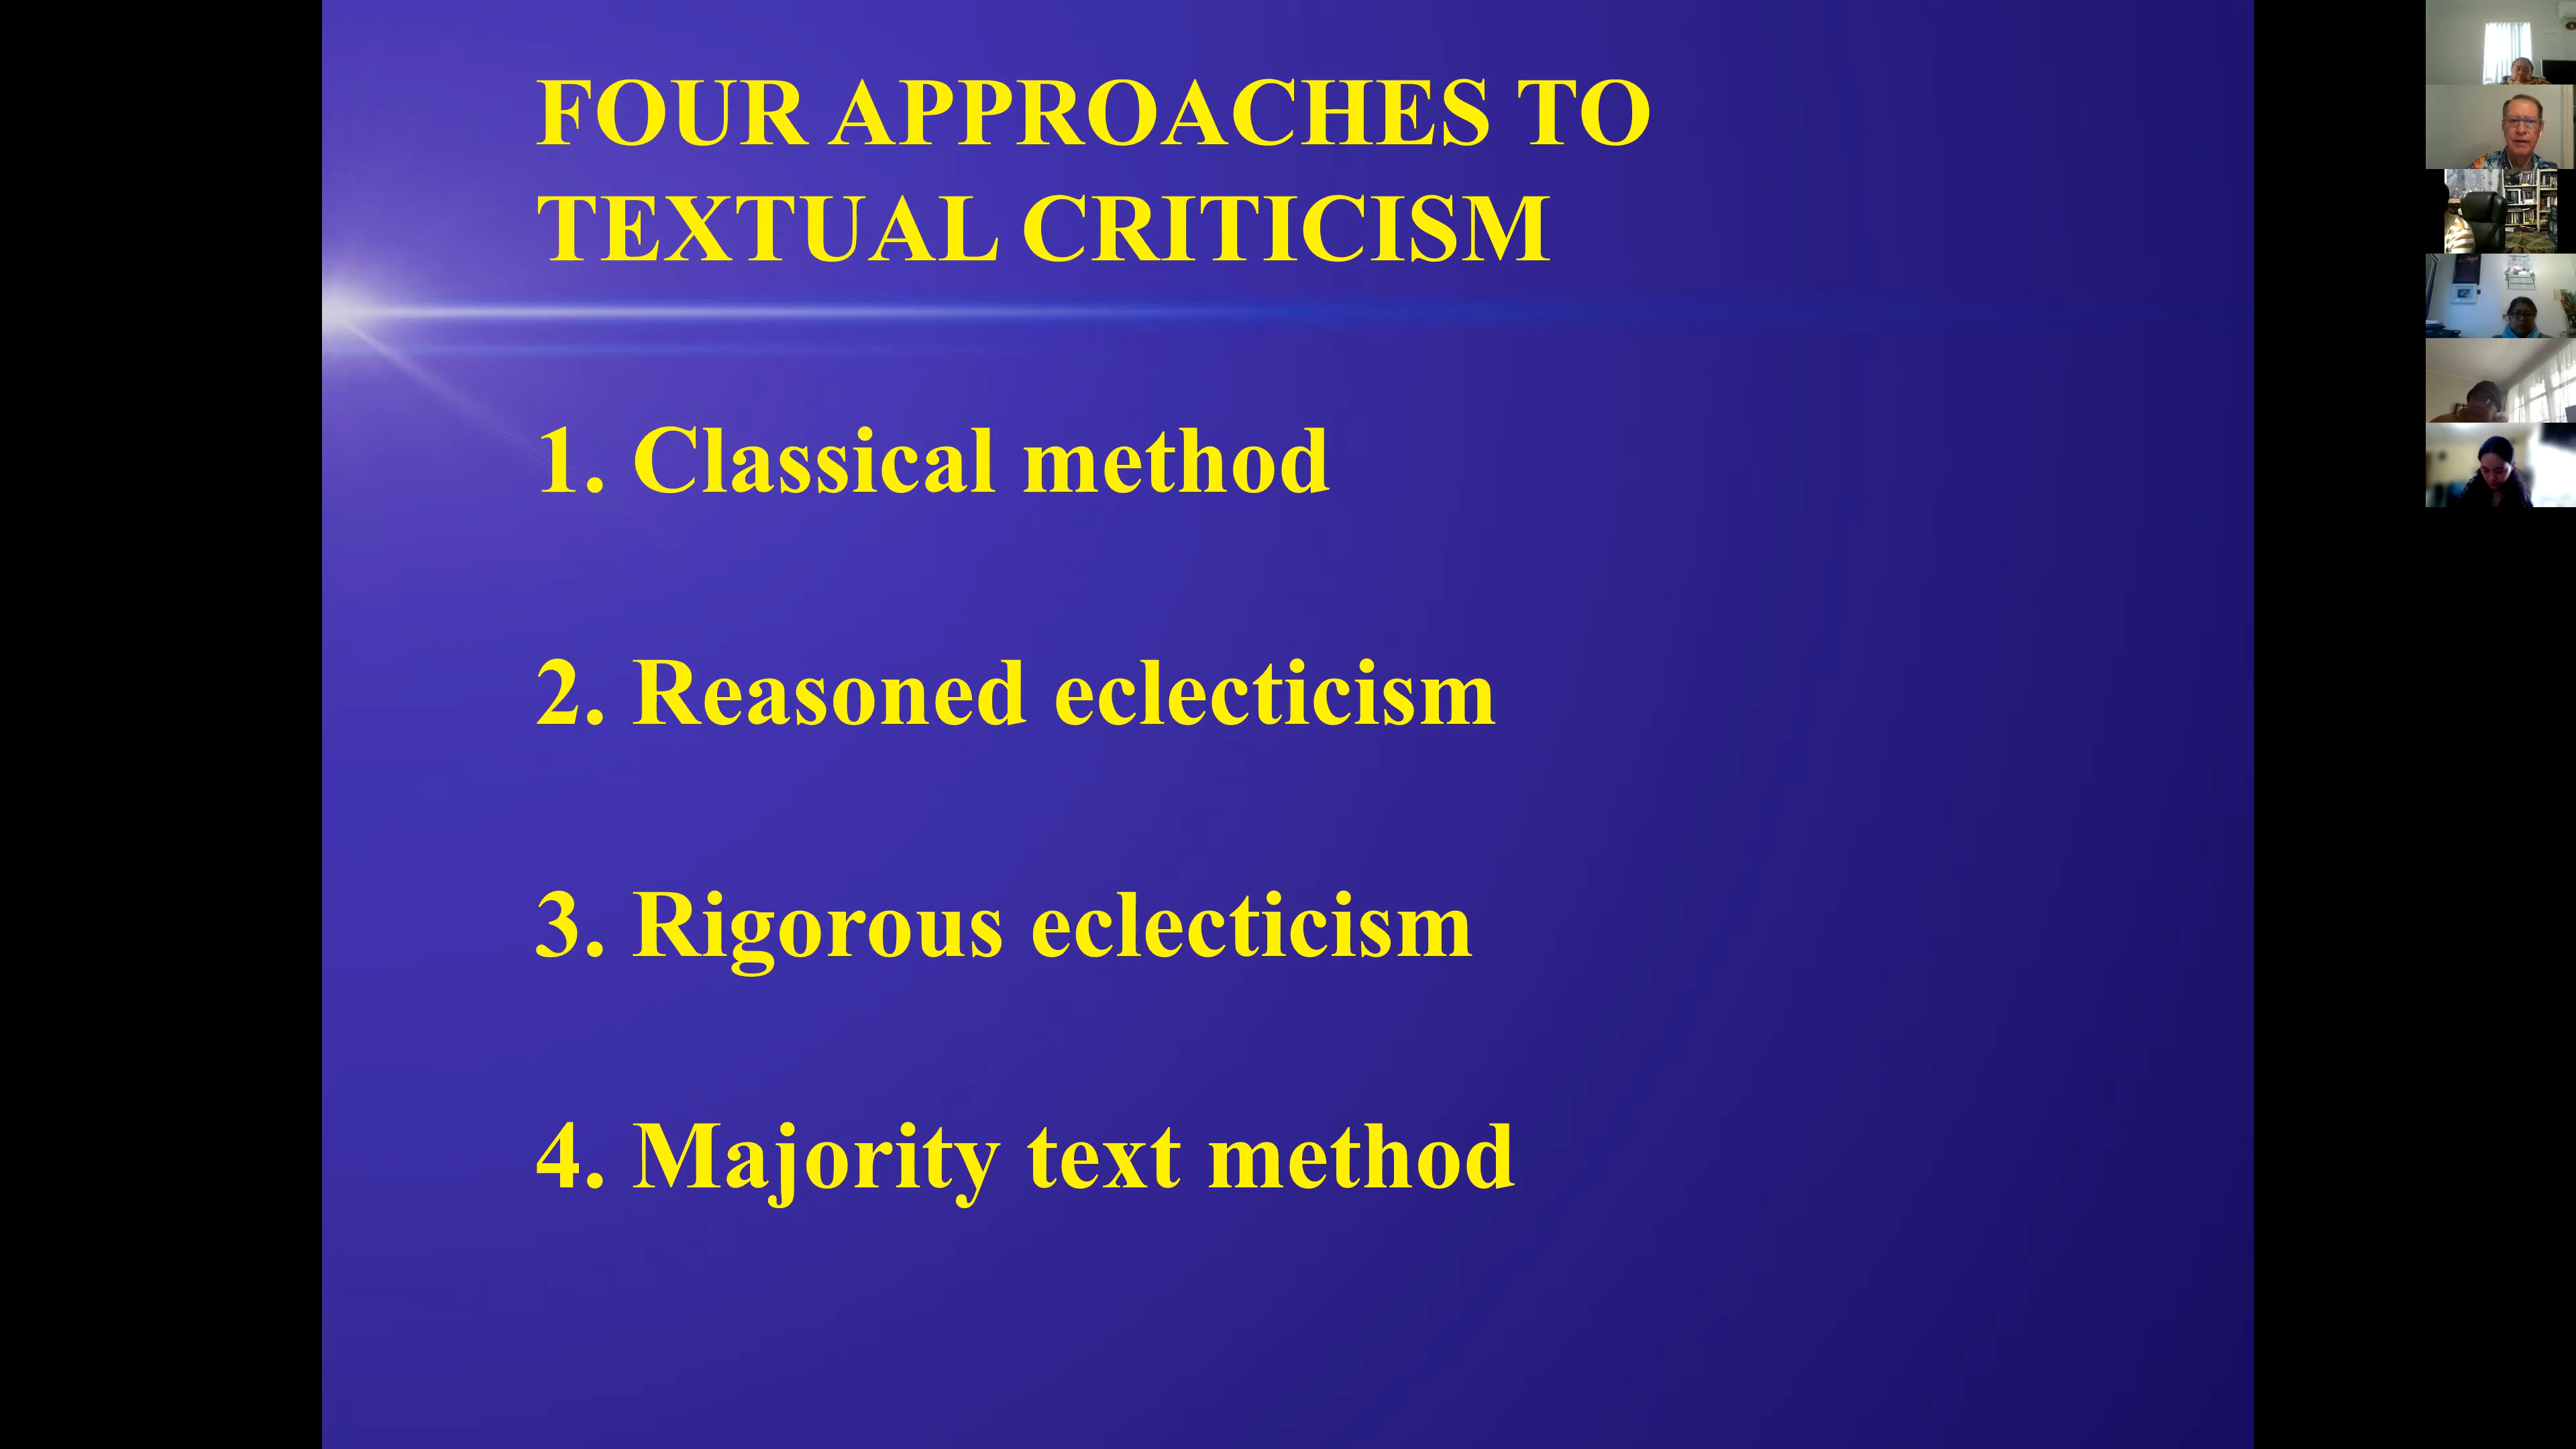 FOUR APPROACHES TO
TEXTUAL CRITICISM
1. Classical method
2. Reasoned eclecticism
3. Rigorous eclecticism
4. Majority text method